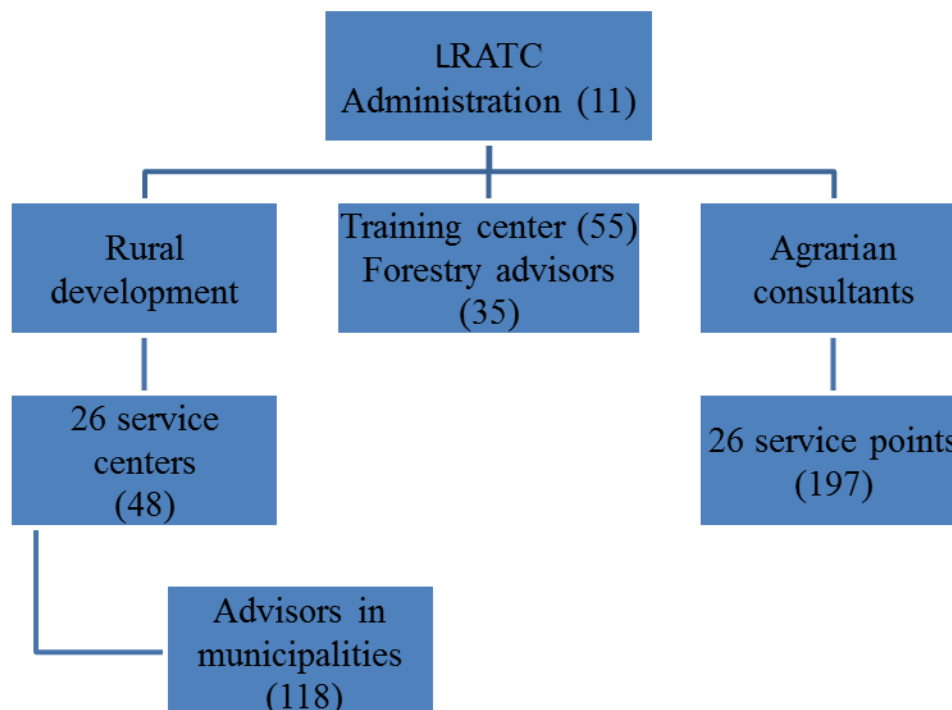 LRATC
Administration (11)
Rural
development
Training center (55)
Forestry advisors
(35)
Agrarian
consultants
26 service
centers
(48)
26 service points
(197)
Advisors in
municipalities
(118)